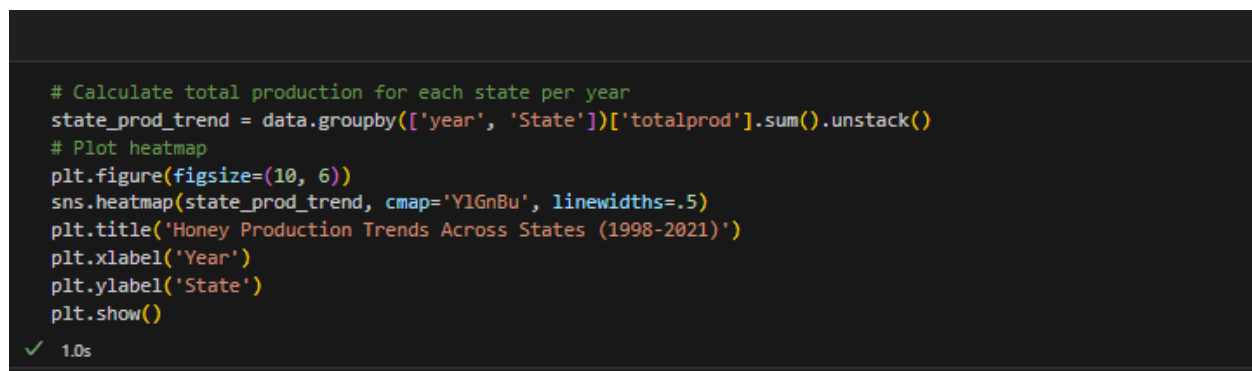 # Calculate total production for each state per year
state_prod_trend = data.groupby(['year', 'State'])['totalprod'].sum().unstack()
# Plot heatmap
plt.figure(figsize=(10, 6))
sns.heatmap(state_prod_trend, cmap='YlGnBu', linewidths=.5)
plt.title('Honey Production Trends Across States (1998-2021)')
plt.xlabel('Year')
plt.ylabel('State')
plt.show()
✓ 1.0s